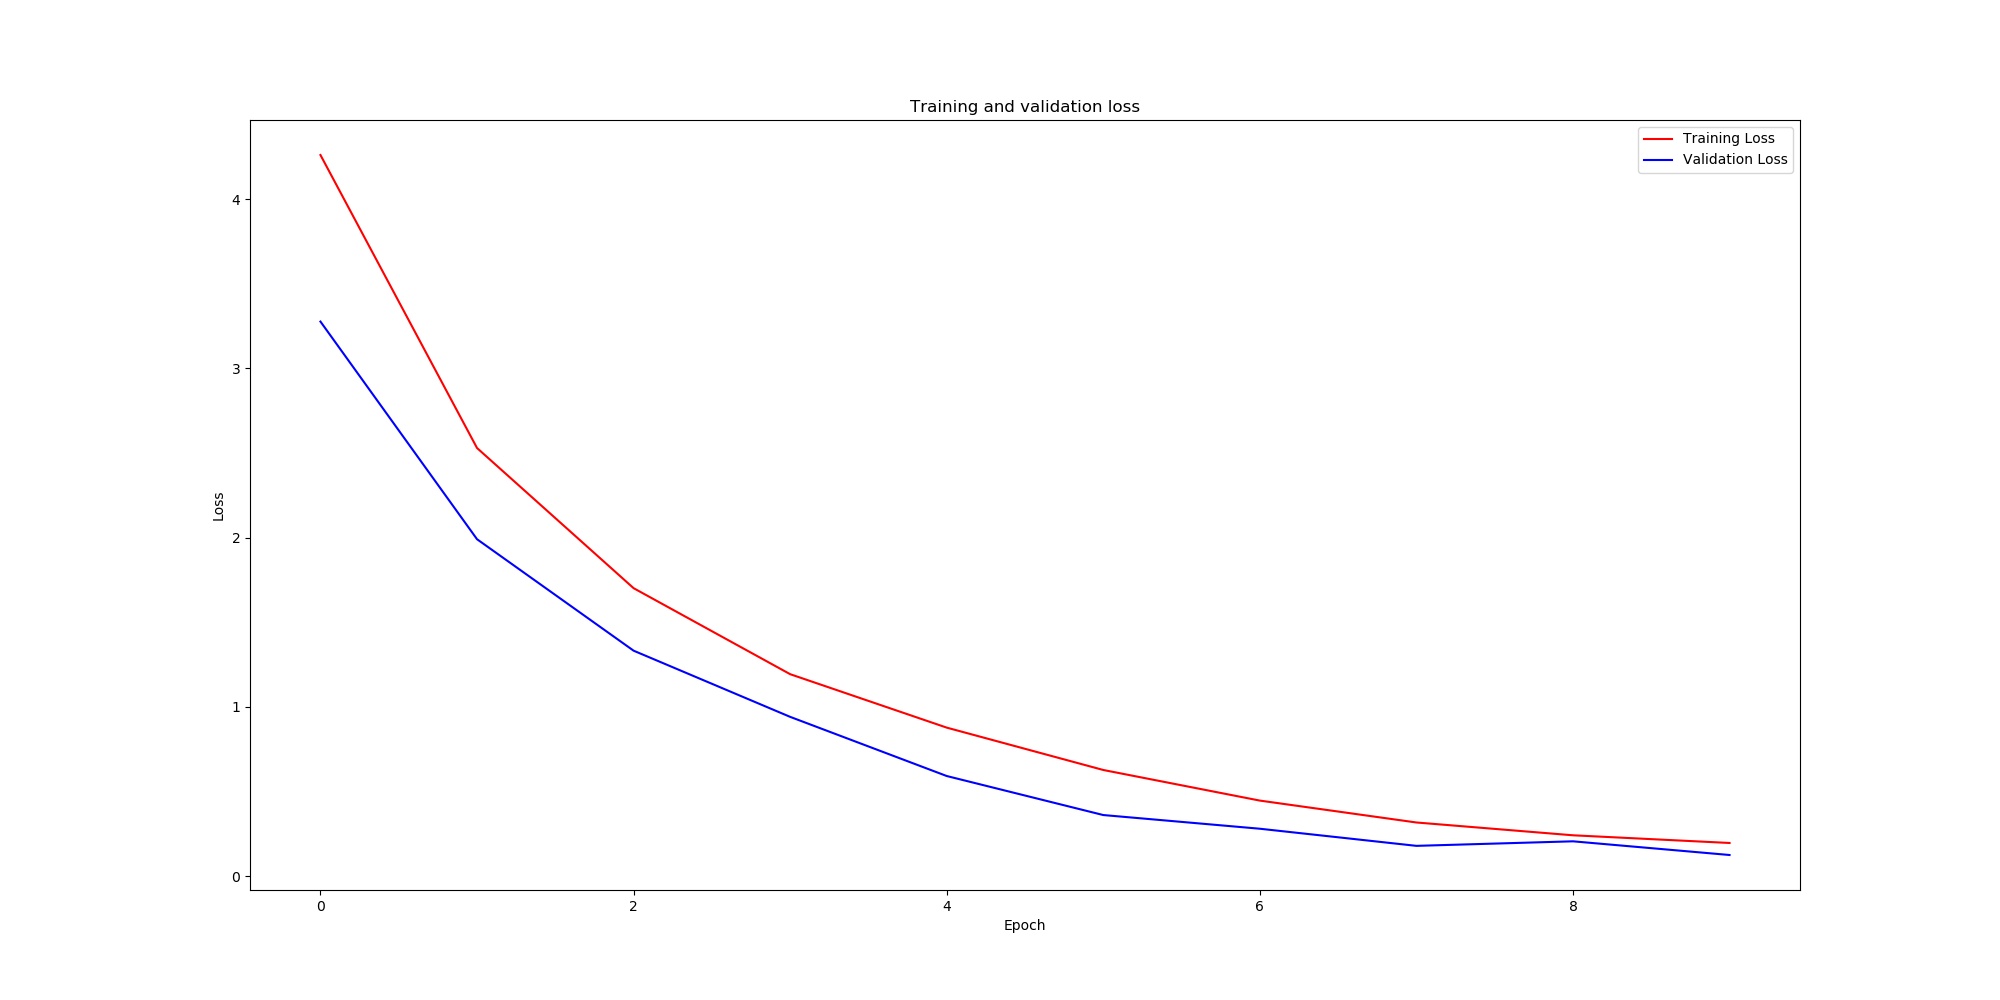 Training and validation loss
Training Loss
Validation Loss
4
3
2
1
0
Loss
0 2 4 6 8
Epoch